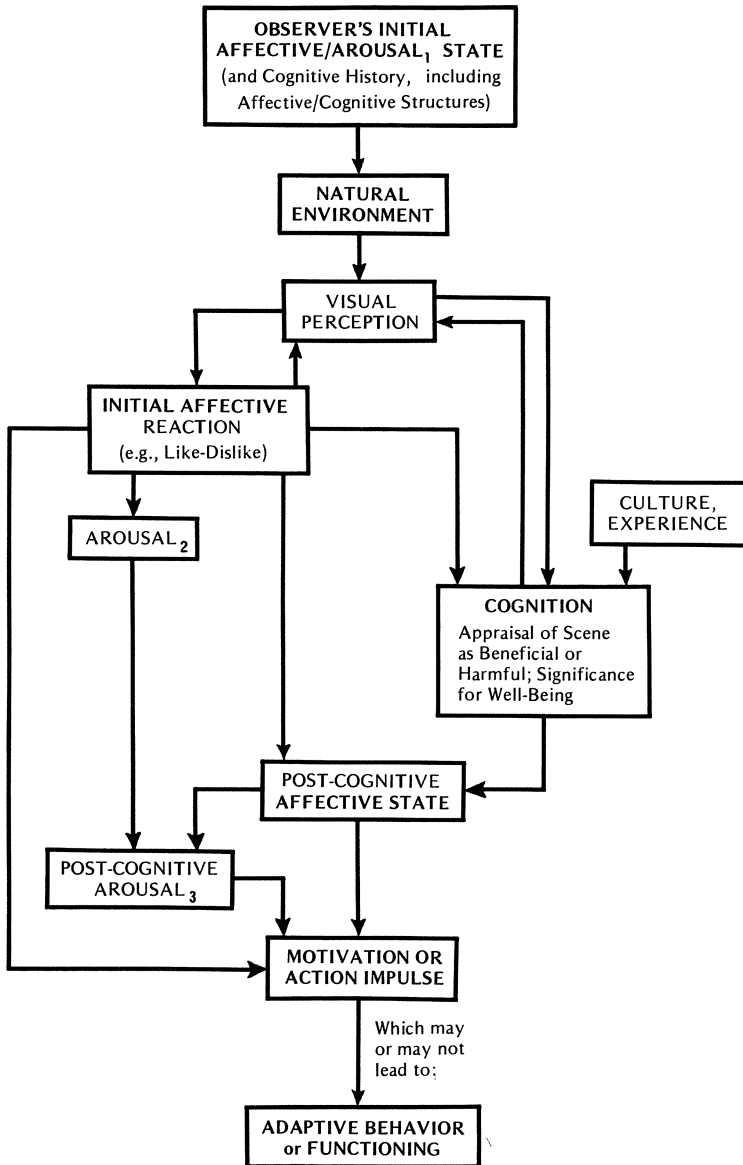 OBSERVER'S INITIAL
AFFECTIVE/AROUSAL₁ STATE
(and Cognitive History, including
Affective/Cognitive Structures)
NATURAL
ENVIRONMENT
VISUAL
PERCEPTION
INITIAL AFFECTIVE
REACTION
(e.g., Like-Dislike)
CULTURE,
EXPERIENCE
AROUSAL₂
COGNITION
Appraisal of Scene
as Beneficial or
Harmful; Significance
for Well-Being
POST-COGNITIVE
AFFECTIVE STATE
POST-COGNITIVE
AROUSAL₃
MOTIVATION OR
ACTION IMPULSE
Which may
or may not
lead to:
ADAPTIVE BEHAVIOR
or FUNCTIONING